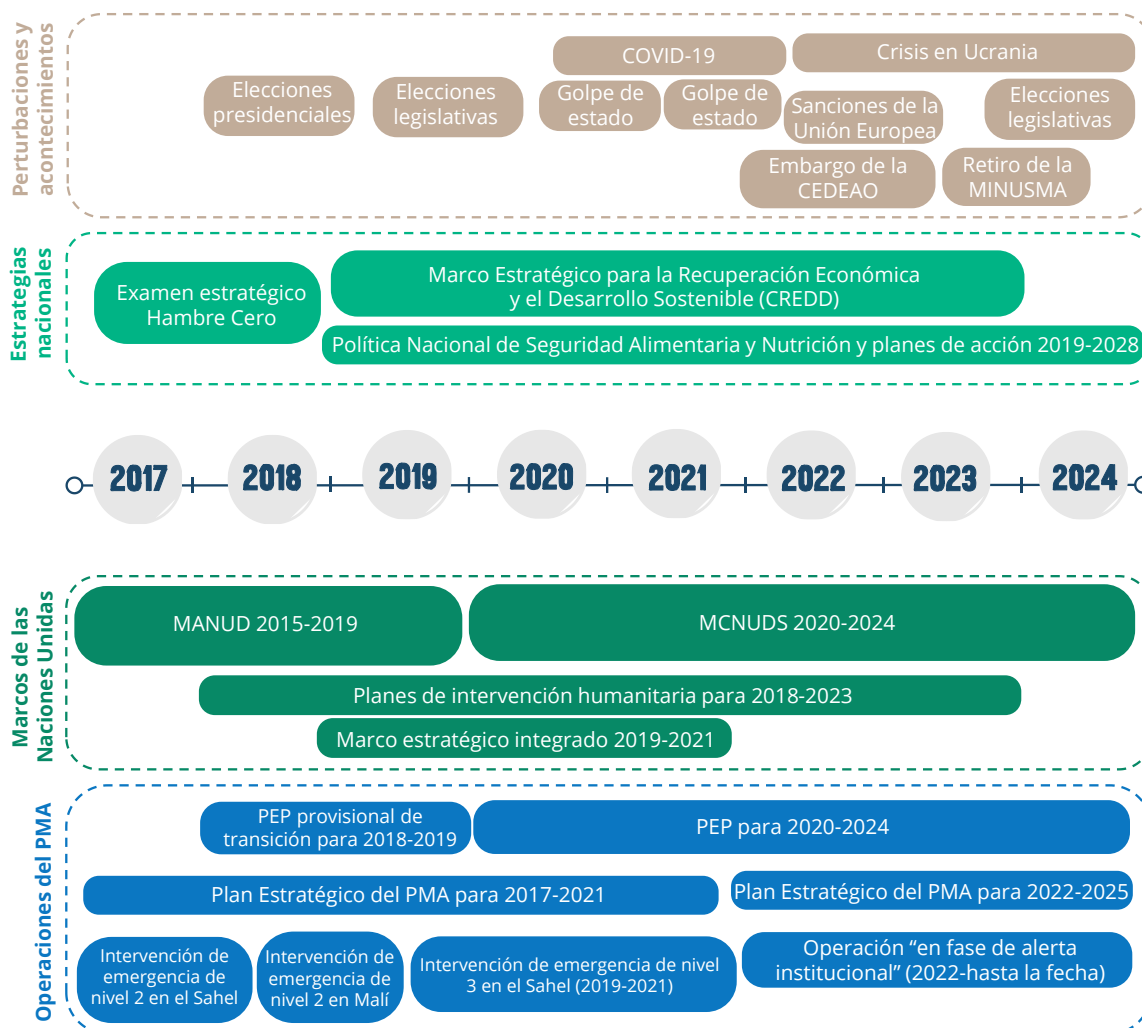 Perturbaciones y
acontecimientos
COVID-19
Crisis en Ucrania
Elecciones
presidenciales
Elecciones
legislativas
Golpe de
estado
Golpe de
estado
Sanciones de la
Unión Europea
Elecciones
legislativas
Embargo de la
CEDEAO
Retiro de la
MINUSMA
Estrategias
nacionales
Examen estratégico
Hambre Cero
Marco Estratégico para la Recuperación Económica
y el Desarrollo Sostenible (CREDD)
Política Nacional de Seguridad Alimentaria y Nutrición y planes de acción 2019-2028
2017
2018
2019
2020
2021
2022
2023
2024
Marcos de las
Naciones Unidas
MANUD 2015-2019
MCNUDS 2020-2024
Planes de intervención humanitaria para 2018-2023
Marco estratégico integrado 2019-2021
Operaciones del PMA
PEP provisional de
transición para 2018-2019
PEP para 2020-2024
Plan Estratégico del PMA para 2017-2021
Plan Estratégico del PMA para 2022-2025
Intervención de
emergencia de
nivel 2 en el Sahel
Intervención de
emergencia de
nivel 2 en Malí
Intervención de emergencia de nivel
3 en el Sahel (2019-2021)
Operación “en fase de alerta
institucional” (2022-hasta la fecha)